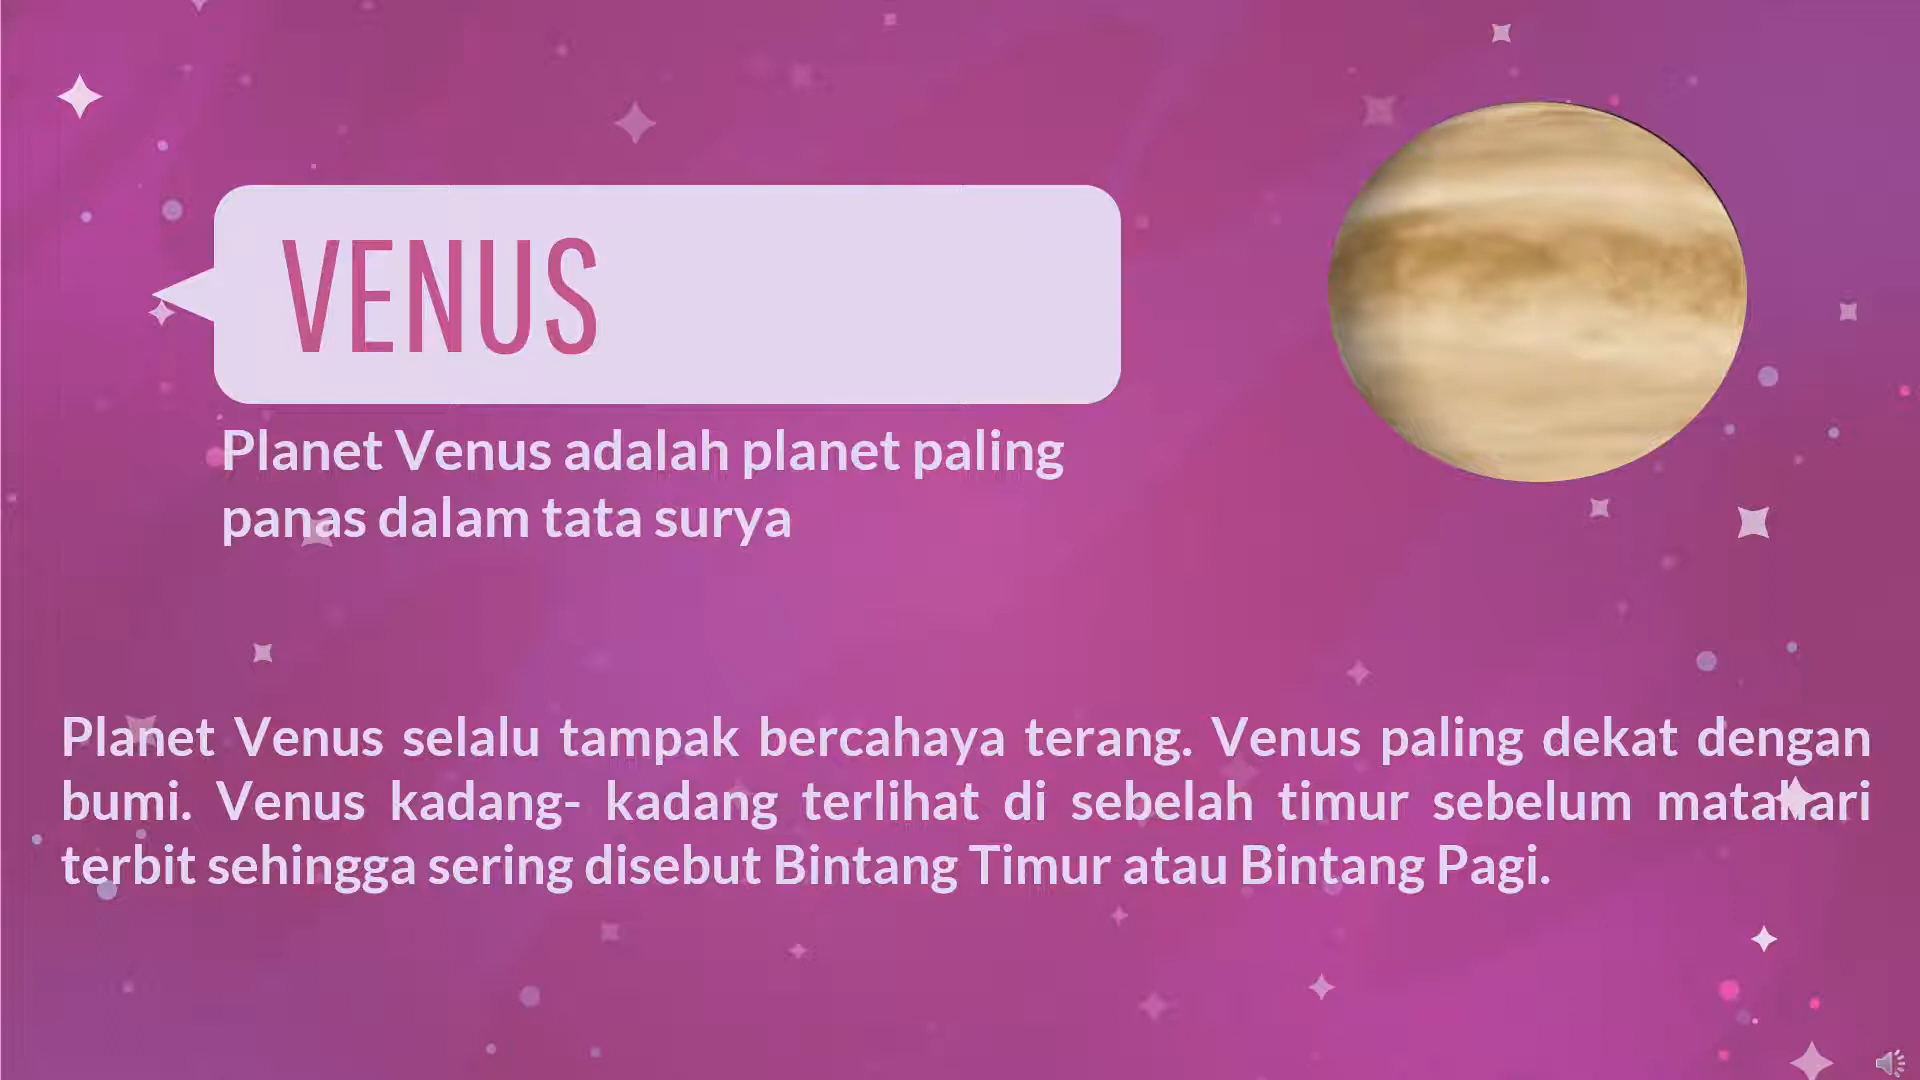 VENUS
Planet Venus adalah planet paling
panas dalam tata surya
Planet Venus selalu tampak bercahaya terang. Venus paling dekat dengan
bumi. Venus kadang- kadang terlihat di sebelah timur sebelum matahari
terbit sehingga sering disebut Bintang Timur atau Bintang Pagi.